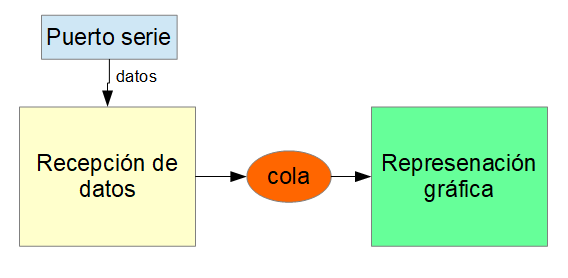 Puerto serie
datos
Recepción de
datos
cola
Represenación
gráfica